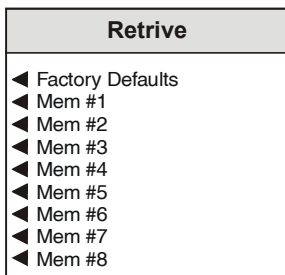 Retrive
◀ Factory Defaults
◀ Mem #1
◀ Mem #2
◀ Mem #3
◀ Mem #4
◀ Mem #5
◀ Mem #6
◀ Mem #7
◀ Mem #8